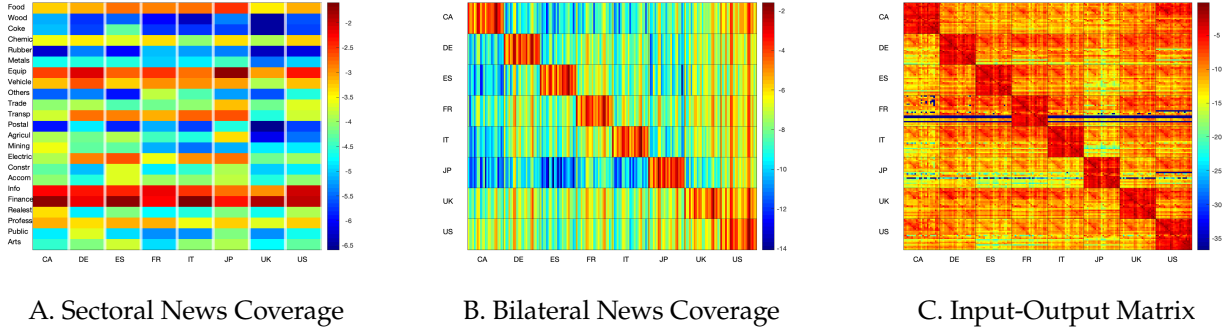 Food
Wood
Coke
Chemic
Rubber
Metals
Equip
Vehicle
Others
Trade
Transp
Postal
Agricul
Mining
Electric
Constr
Accom
Info
Finance
Realest
Profess
Public
Arts
CA DE ES FR IT JP UK US
-2
-2.5
-3
-3.5
-4
-4.5
-5
-5.5
-6
-6.5
A. Sectoral News Coverage
CA
DE
ES
FR
IT
JP
UK
US
CA DE ES FR IT JP UK US
-2
-4
-6
-8
-10
-12
-14
B. Bilateral News Coverage
CA
DE
ES
FR
IT
JP
UK
US
CA DE ES FR IT JP UK US
-5
-10
-15
-20
-25
-30
-35
C. Input-Output Matrix